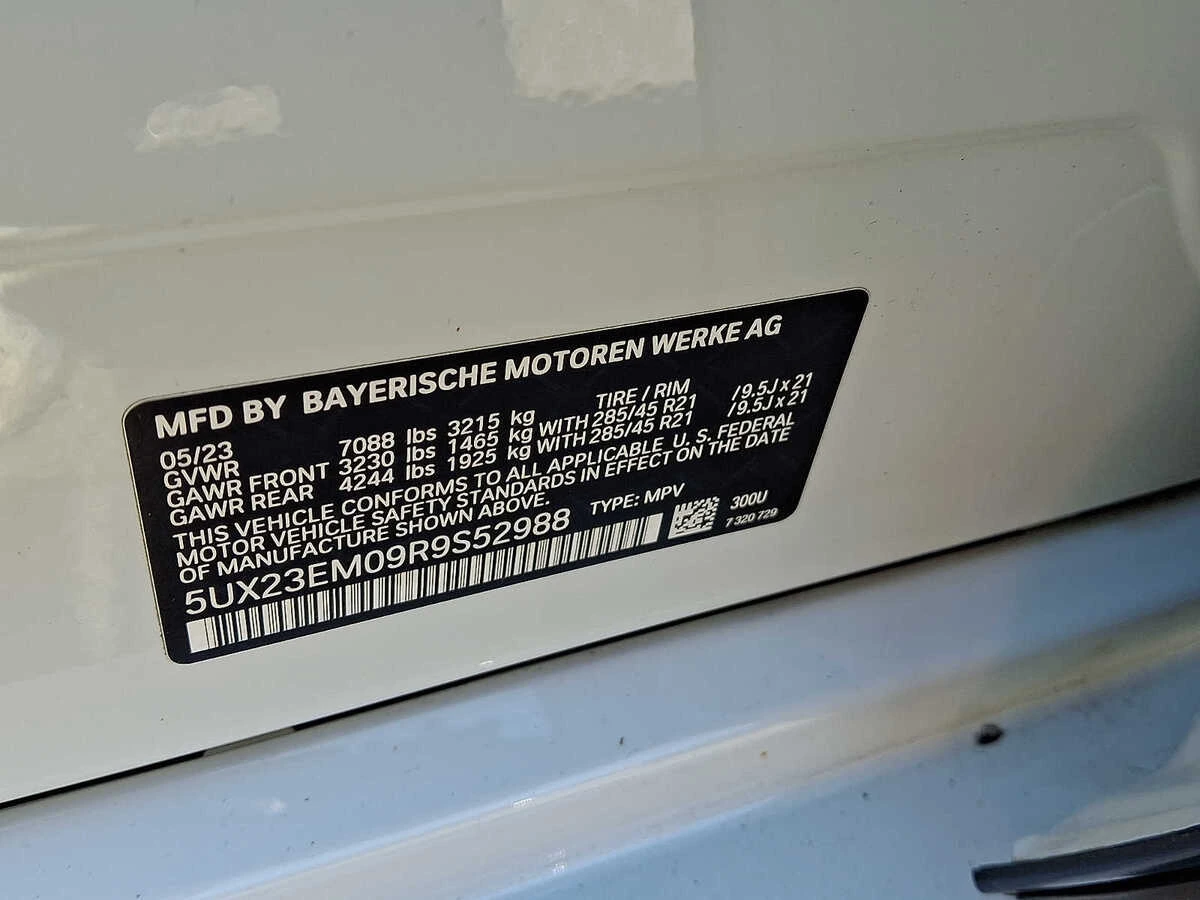 MFD BY BAYERISCHE MOTOREN WERKE AG
05/23 TIRE / RIM
GVWR 7088 lbs 3215 kg
GAWR FRONT 3230 lbs 1465 kg WITH 285/45 R21 /9.5J x 21
GAWR REAR 4244 lbs 1925 kg WITH 285/45 R21 /9.5J x 21
THIS VEHICLE CONFORMS TO ALL APPLICABLE U. S. FEDERAL
MOTOR VEHICLE SAFETY STANDARDS IN EFFECT ON THE DATE
OF MANUFACTURE SHOWN ABOVE.
5UX23EM09R9S52988 TYPE: MPV 300U
7 320 729